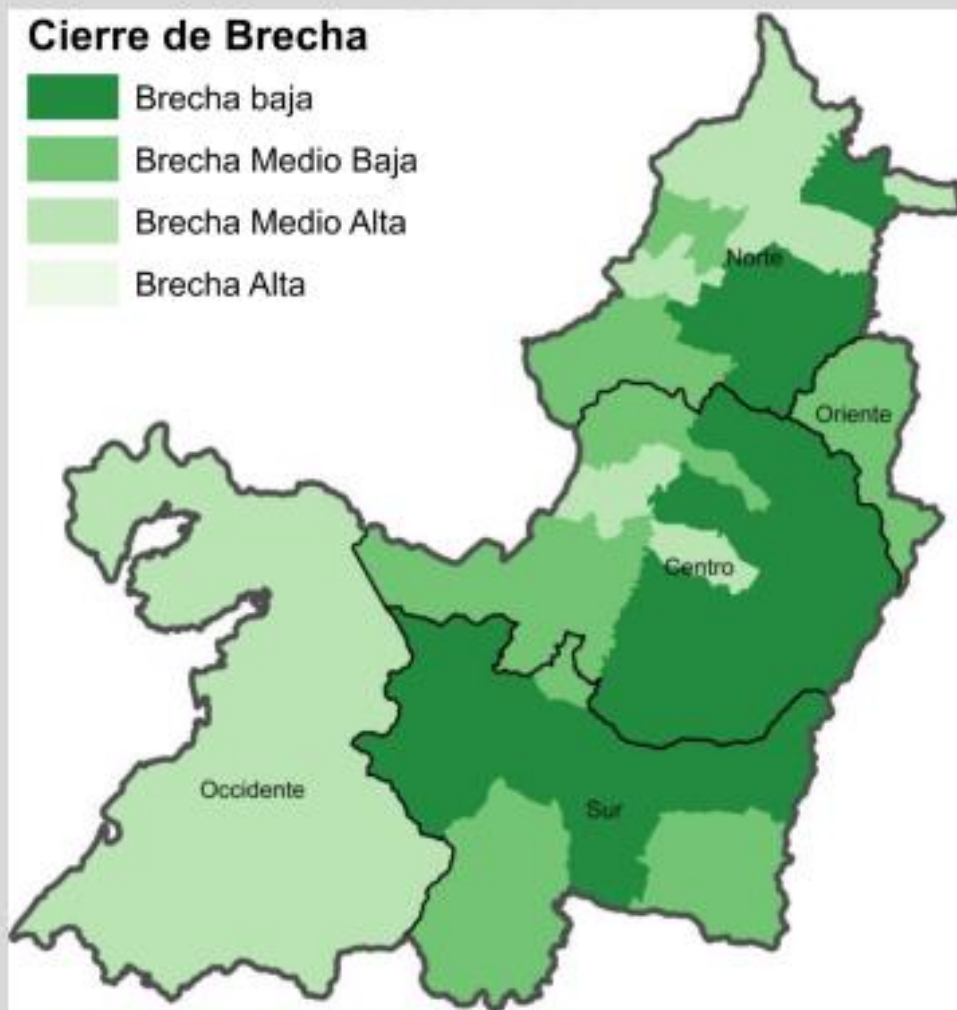 Cierre de Brecha
Brecha baja
Brecha Medio Baja
Brecha Medio Alta
Brecha Alta
Norte
Oriente
Centro
Occidente
Sur